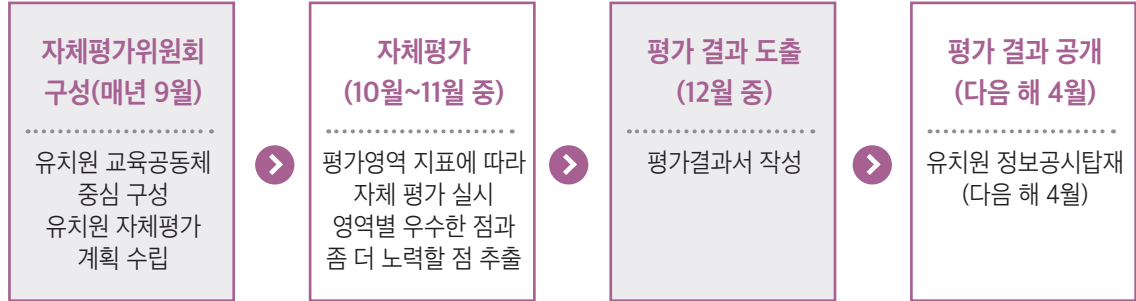 자체평가위원회
구성(매년 9월)
유치원 교육공동체
중심 구성
유치원 자체평가
계획 수립
자체평가
(10월~11월 중)
평가영역 지표에 따라
자체 평가 실시
영역별 우수한 점과
좀 더 노력할 점 추출
평가 결과 도출
(12월 중)
평가결과서 작성
평가 결과 공개
(다음 해 4월)
유치원 정보공시탑재
(다음 해 4월)